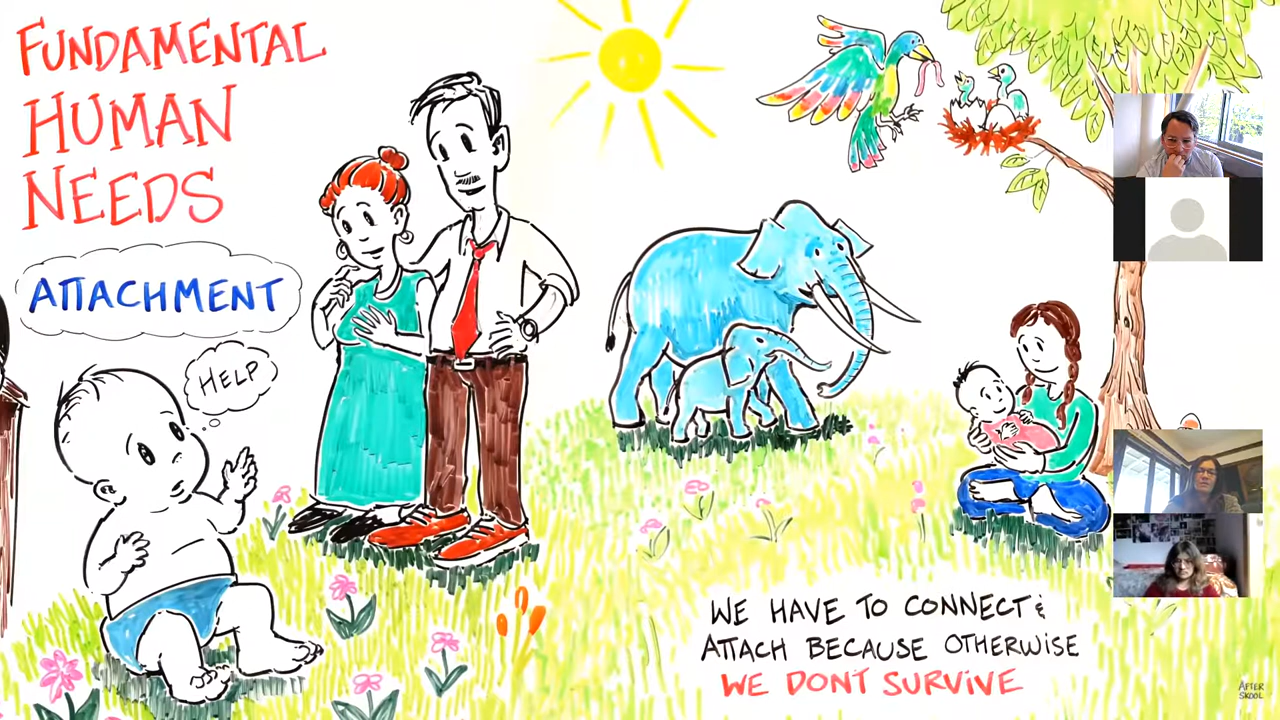 FUNDAMENTAL
HUMAN
NEEDS
ATTACHMENT
HELP
WE HAVE TO CONNECT &
ATTACH BECAUSE OTHERWISE
WE DONT SURVIVE
AFTER
SKOOL